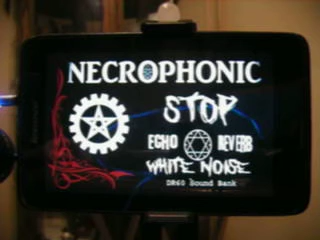 NECROPHONIC
STOP
ECHO REVERB
WHITE NOISE
DR60 Sound Bank